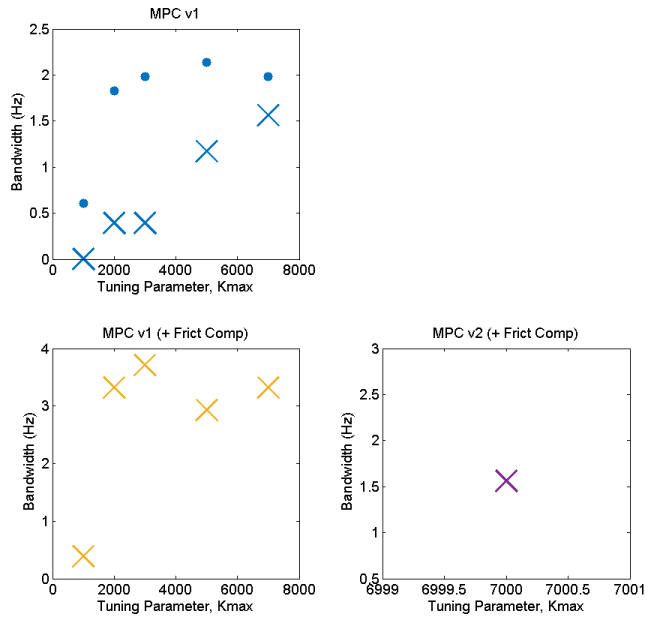 MPC v1
2.5
2
1.5
1
0.5
0
Bandwidth (Hz)
0 2000 4000 6000 8000
Tuning Parameter, Kmax
MPC v1 (+ Frict Comp)
4
3
2
1
0
Bandwidth (Hz)
0 2000 4000 6000 8000
Tuning Parameter, Kmax
MPC v2 (+ Frict Comp)
3
2.5
2
1.5
1
0.5
Bandwidth (Hz)
6999 6999.5 7000 7000.5 7001
Tuning Parameter, Kmax